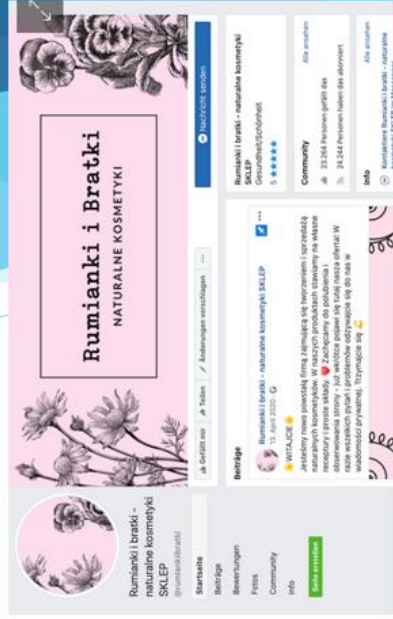 Rumianki i Bratki
NATURALNE KOSMETYKI
Rumianki i bratki -
naturalne kosmetyki
SKLEP
@rumiankiibratki
Gefällt mir Teilen Änderungen vorschlagen ...
Nachricht senden
Startseite
Beiträge
Bewertungen
Fotos
Community
Info
Seite erstellen
Beiträge
Rumianki i bratki - naturalne kosmetyki SKLEP
13. April 2020 ·
WITAJCIE
Jesteśmy nowo powstałą firmą zajmującą się tworzeniem i sprzedażą
naturalnych kosmetyków. W naszych produktach stawiamy na własne
receptury i proste składy. Zachęcamy do polubienia i
obserwowania strony - już wkrótce pojawi się tutaj nasza oferta! W
razie wszelkich pytań i problemów odzywajcie się do nas w
wiadomości prywatnej. Trzymajcie się
Rumianki i bratki - naturalne kosmetyki
SKLEP
Gesundheit/Schönheit
5 ★★★★★
Community Alle ansehen
23.264 Personen gefällt das
24.244 Personen haben das abonniert
Info Alle ansehen
Kontaktiere Rumianki i bratki - naturalne